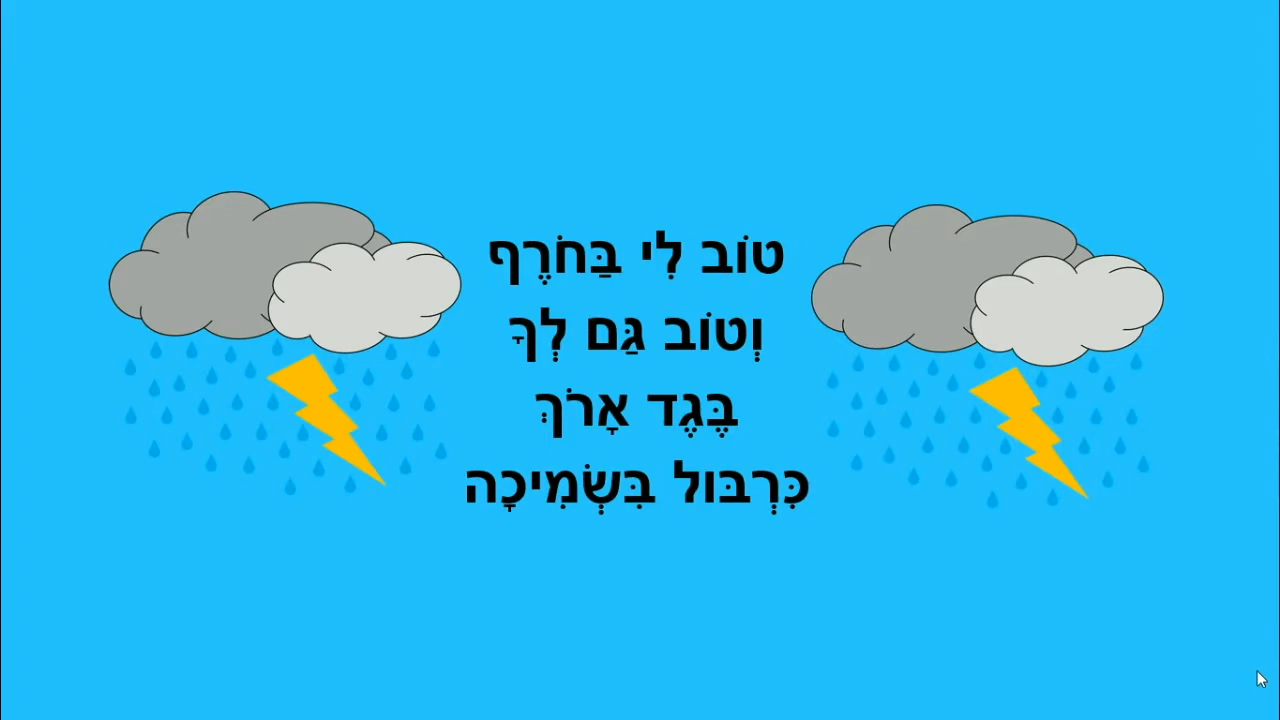 טוֹב לִי בַּחֹרֶף
וְטוֹב גַּם לְךָ
בֶּגֶד אָרֹךְ
כִּרְבּוּל בִּשְׂמִיכָה